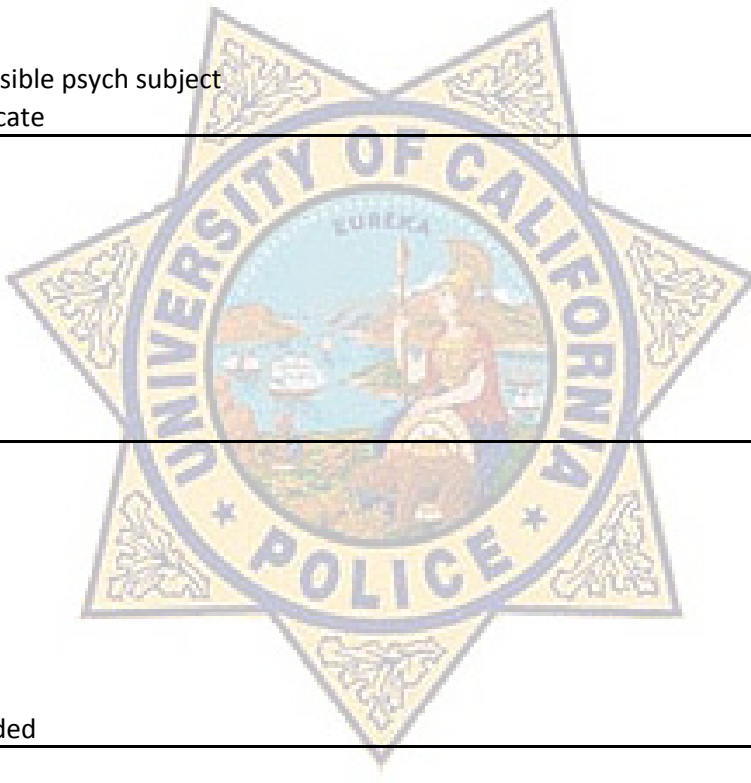 sible psych subject
cate
UNIVERSITY OF CALIFORNIA
EUREKA
POLICE
ded